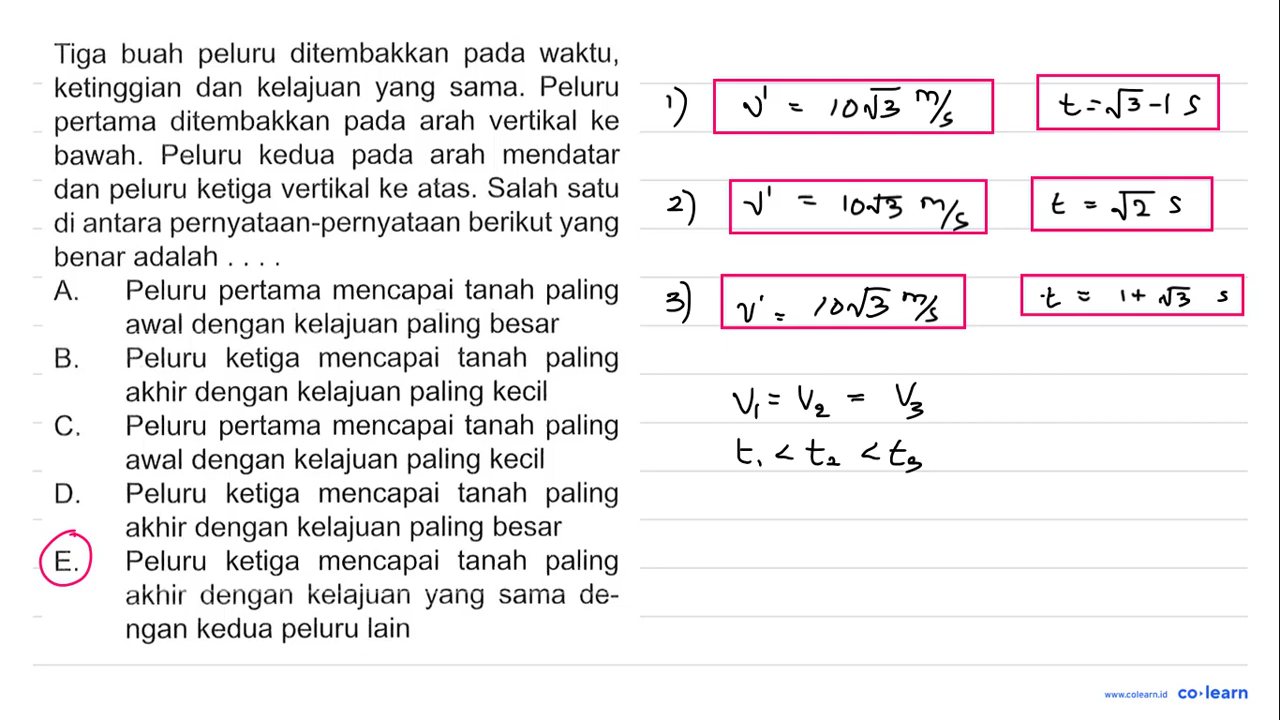 Tiga buah peluru ditembakkan pada waktu,
ketinggian dan kelajuan yang sama. Peluru
pertama ditembakkan pada arah vertikal ke
bawah. Peluru kedua pada arah mendatar
dan peluru ketiga vertikal ke atas. Salah satu
di antara pernyataan-pernyataan berikut yang
benar adalah . . . .
A. Peluru pertama mencapai tanah paling
awal dengan kelajuan paling besar
B. Peluru ketiga mencapai tanah paling
akhir dengan kelajuan paling kecil
C. Peluru pertama mencapai tanah paling
awal dengan kelajuan paling kecil
D. Peluru ketiga mencapai tanah paling
akhir dengan kelajuan paling besar
E. Peluru ketiga mencapai tanah paling
akhir dengan kelajuan yang sama de-
ngan kedua peluru lain
1) v' = 10√3 m/s t = √3 - 1 s
2) v' = 10√3 m/s t = √2 s
3) v' = 10√3 m/s t = 1 + √3 s
V₁ = V₂ = V₃
t₁ < t₂ < t₃
www.colearn.id co·learn